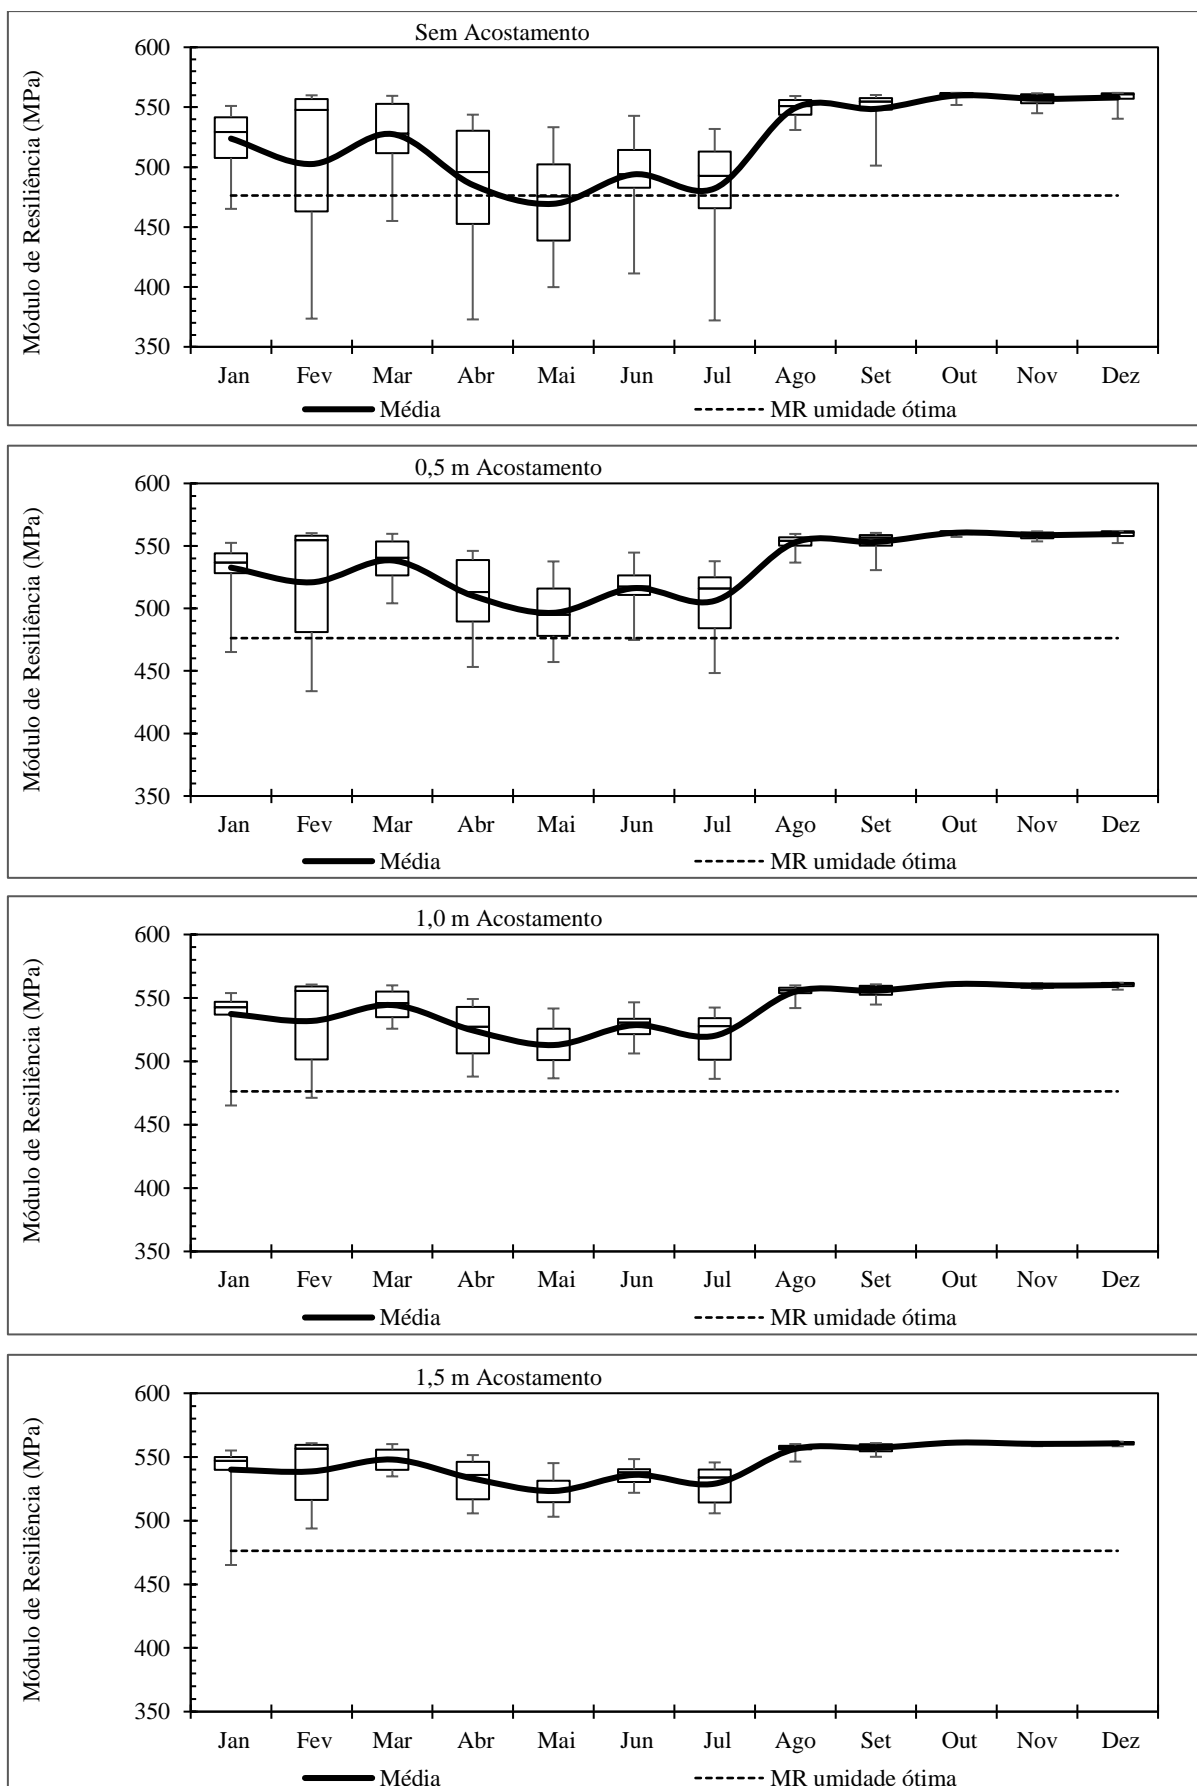 Sem Acostamento
Módulo de Resiliência (MPa)
600
550
500
450
400
350
Jan Fev Mar Abr Mai Jun Jul Ago Set Out Nov Dez
Média MR umidade ótima
0,5 m Acostamento
Módulo de Resiliência (MPa)
600
550
500
450
400
350
Jan Fev Mar Abr Mai Jun Jul Ago Set Out Nov Dez
Média MR umidade ótima
1,0 m Acostamento
Módulo de Resiliência (MPa)
600
550
500
450
400
350
Jan Fev Mar Abr Mai Jun Jul Ago Set Out Nov Dez
Média MR umidade ótima
1,5 m Acostamento
Módulo de Resiliência (MPa)
600
550
500
450
400
350
Jan Fev Mar Abr Mai Jun Jul Ago Set Out Nov Dez
Média MR umidade ótima